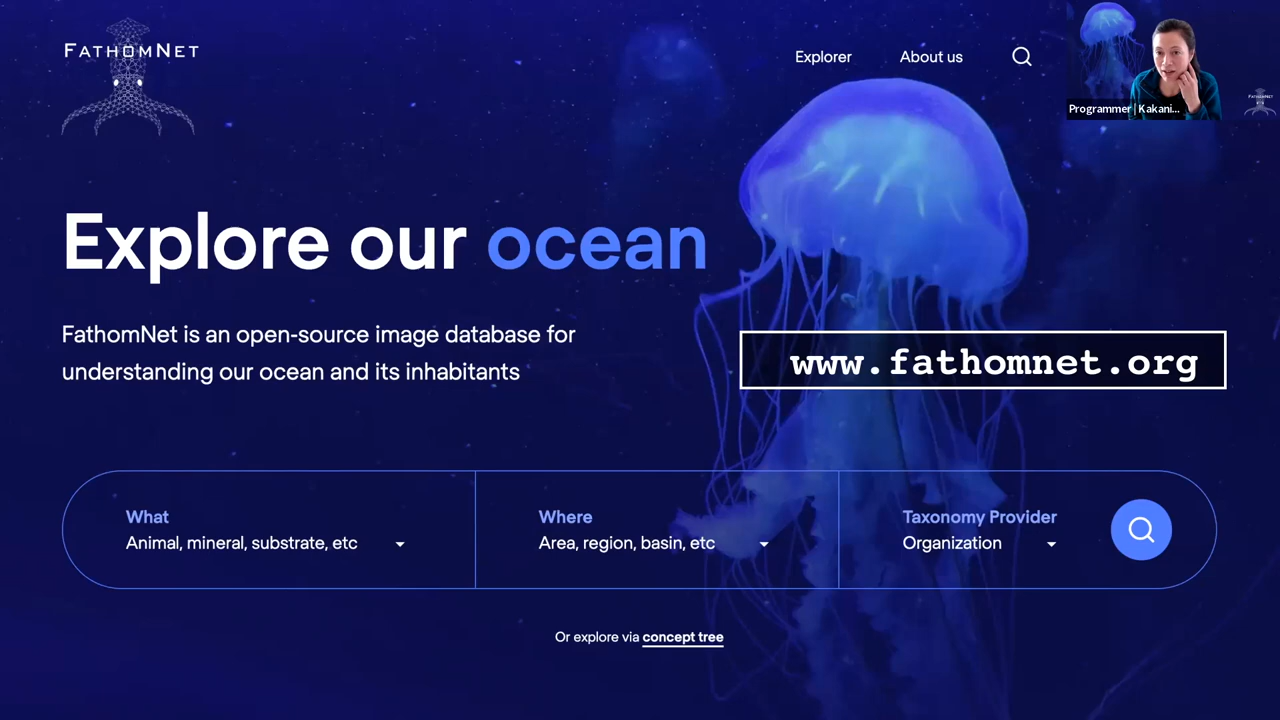 FATHOMNET
Explorer
About us
Programmer | Kakani...
FATHOMNET
Explore our ocean
FathomNet is an open-source image database for
understanding our ocean and its inhabitants
www.fathomnet.org
What
Animal, mineral, substrate, etc
Where
Area, region, basin, etc
Taxonomy Provider
Organization
Or explore via concept tree